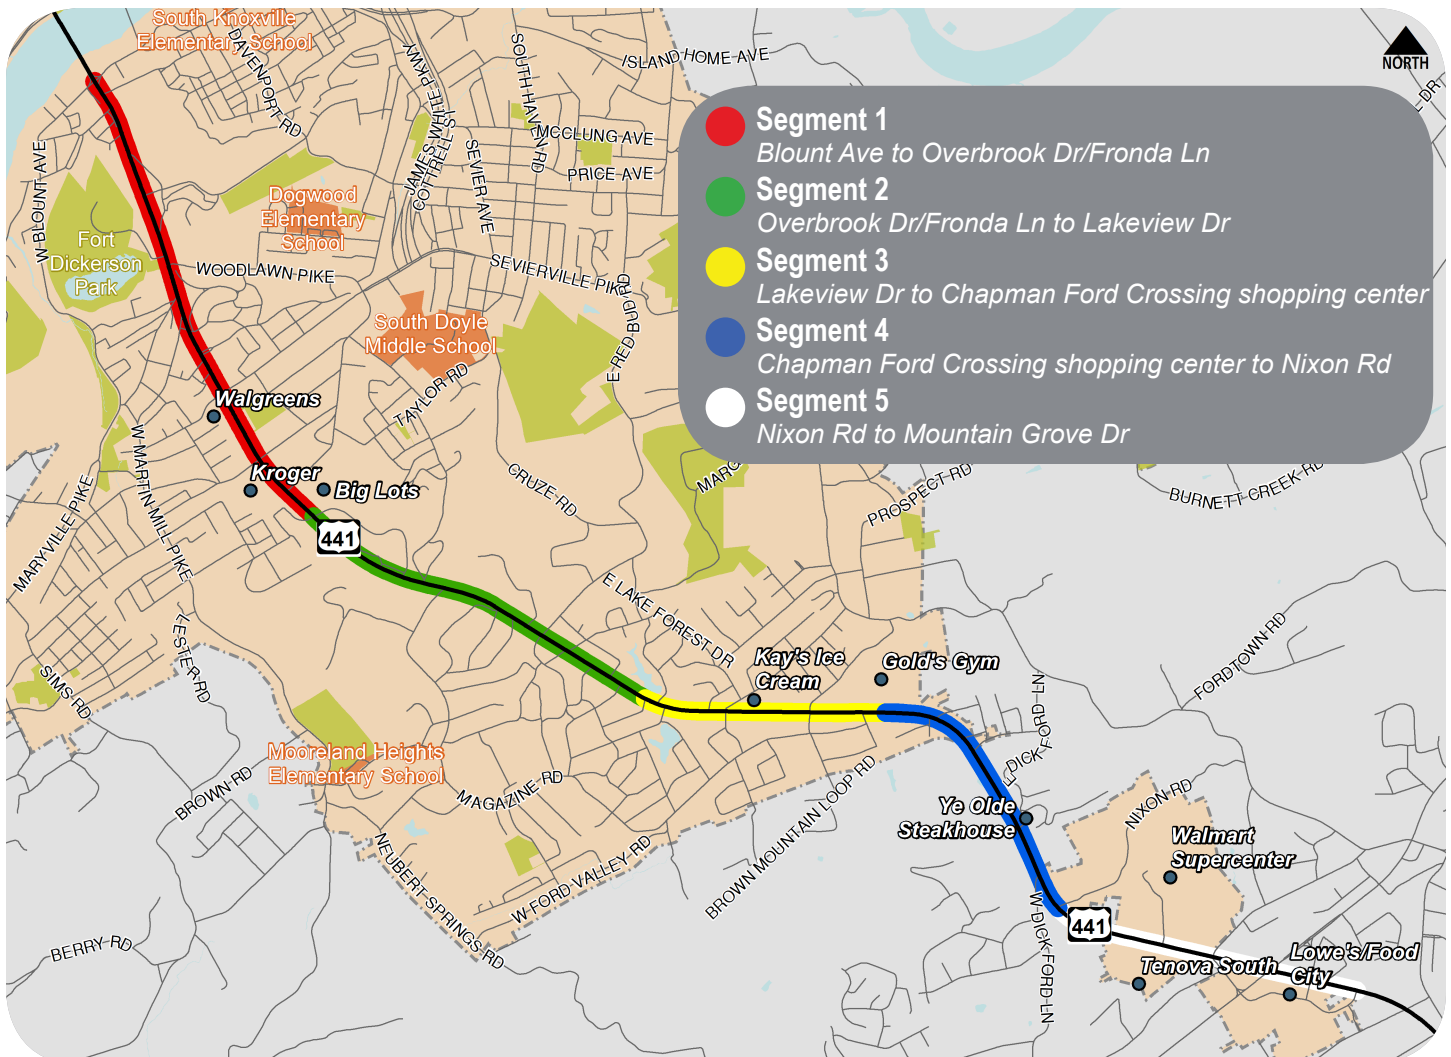 South Knoxville
Elementary School
DAVENPORT RD
JAMES WHITE PKWY
COTTRELL ST
SOUTH HAVEN RD
ISLAND HOME AVE
NORTH
MCCLUNG AVE
PRICE AVE
SEVIER AVE
W BLOUNT AVE
Dogwood
Elementary
School
Fort
Dickerson
Park
WOODLAWN PIKE
SEVIERVILLE PIKE
E RED BUD RD
South Doyle
Middle School
TAYLOR RD
Segment 1
Blount Ave to Overbrook Dr/Fronda Ln
Segment 2
Overbrook Dr/Fronda Ln to Lakeview Dr
Segment 3
Lakeview Dr to Chapman Ford Crossing shopping center
Segment 4
Chapman Ford Crossing shopping center to Nixon Rd
Segment 5
Nixon Rd to Mountain Grove Dr
Walgreens
Kroger
Big Lots
441
W MARTIN MILL PIKE
MARYVILLE PIKE
CRUZE RD
PROSPECT RD
BURNETT CREEK RD
E LAKE FOREST DR
LESTER RD
SIMS RD
Kay's Ice
Cream
Gold's Gym
FORDTOWN RD
Mooreland Heights
Elementary School
BROWN RD
MAGAZINE RD
NEUBERT SPRINGS RD
W FORD VALLEY RD
BROWN MOUNTAIN LOOP RD
E DICK FORD LN
Ye Olde
Steakhouse
NIXON RD
Walmart
Supercenter
W DICK FORD LN
441
BERRY RD
Tenova South
Lowe's/Food
City